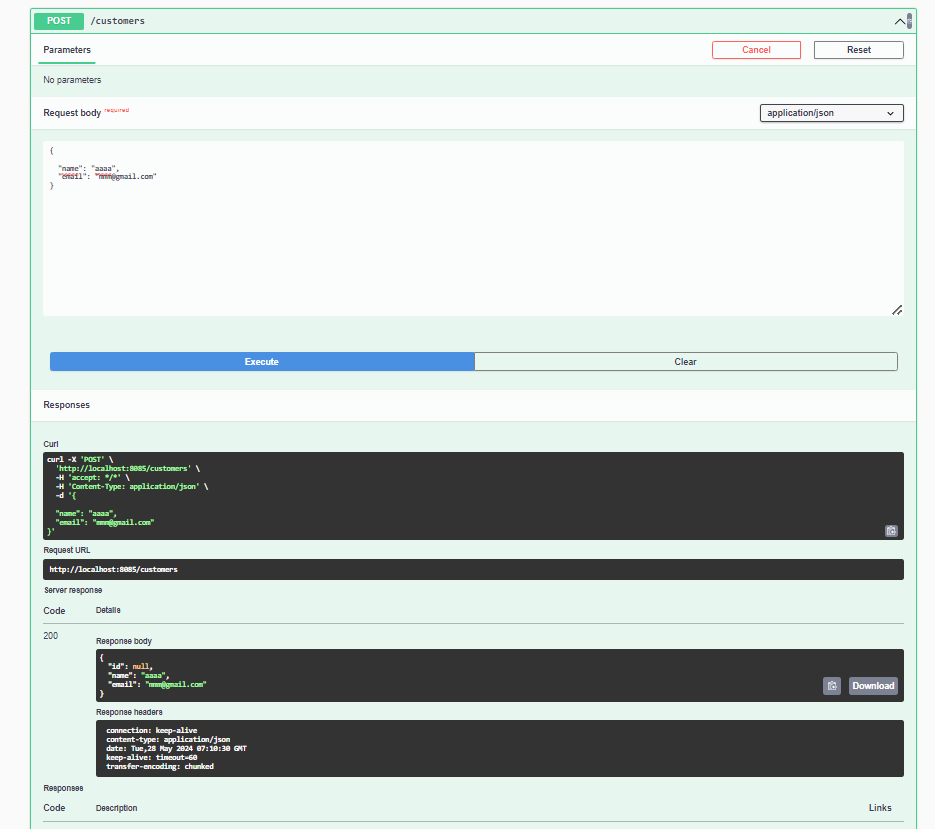 POST /customers
Parameters
Cancel
Reset
No parameters
Request body required
application/json
{
"name": "aaaa",
"email": "mmm@gmail.com"
}
Execute
Clear
Responses
Curl
curl -X 'POST' \
'http://localhost:8085/customers' \
-H 'accept: */*' \
-H 'Content-Type: application/json' \
-d '{
"name": "aaaa",
"email": "mmm@gmail.com"
}'
Request URL
http://localhost:8085/customers
Server response
Code Details
200
Response body
{
"id": null,
"name": "aaaa",
"email": "mmm@gmail.com"
}
Download
Response headers
connection: keep-alive
content-type: application/json
date: Tue,28 May 2024 07:10:30 GMT
keep-alive: timeout=60
transfer-encoding: chunked
Responses
Code Description Links